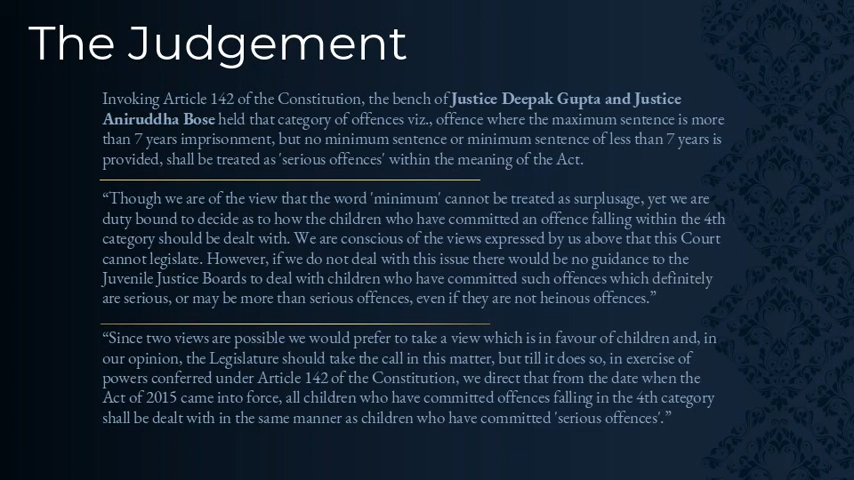 The Judgement
Invoking Article 142 of the Constitution, the bench of Justice Deepak Gupta and Justice
Aniruddha Bose held that category of offences viz., offence where the maximum sentence is more
than 7 years imprisonment, but no minimum sentence or minimum sentence of less than 7 years is
provided, shall be treated as 'serious offences' within the meaning of the Act.
“Though we are of the view that the word 'minimum' cannot be treated as surplusage, yet we are
duty bound to decide as to how the children who have committed an offence falling within the 4th
category should be dealt with. We are conscious of the views expressed by us above that this Court
cannot legislate. However, if we do not deal with this issue there would be no guidance to the
Juvenile Justice Boards to deal with children who have committed such offences which definitely
are serious, or may be more than serious offences, even if they are not heinous offences.”
“Since two views are possible we would prefer to take a view which is in favour of children and, in
our opinion, the Legislature should take the call in this matter, but till it does so, in exercise of
powers conferred under Article 142 of the Constitution, we direct that from the date when the
Act of 2015 came into force, all children who have committed offences falling in the 4th category
shall be dealt with in the same manner as children who have committed 'serious offences'.”